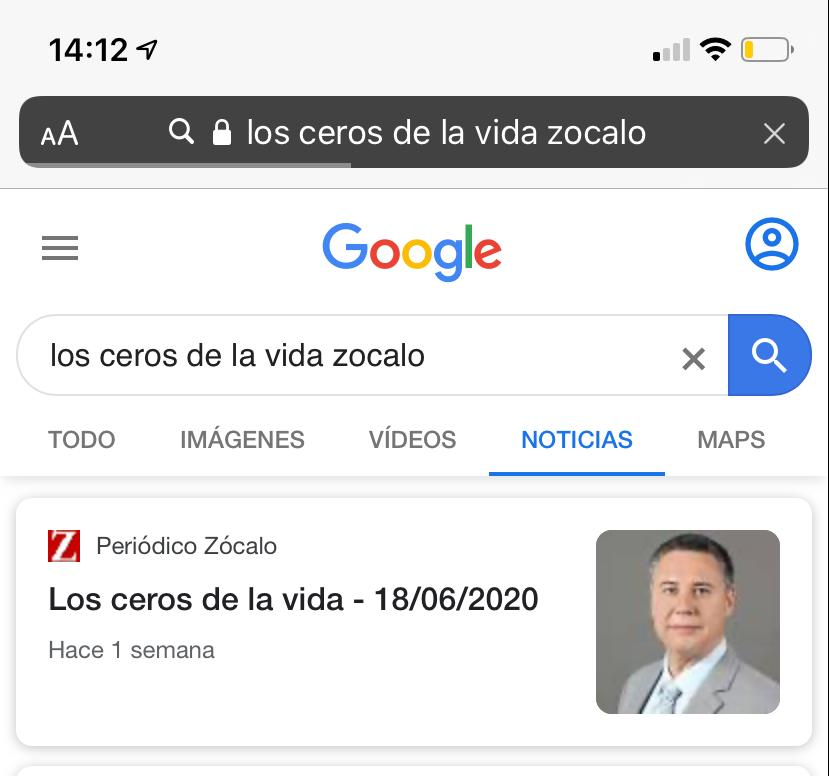 14:12
AA los ceros de la vida zocalo
Google
los ceros de la vida zocalo
TODO IMÁGENES VÍDEOS NOTICIAS MAPS
Z Periódico Zócalo
Los ceros de la vida - 18/06/2020
Hace 1 semana